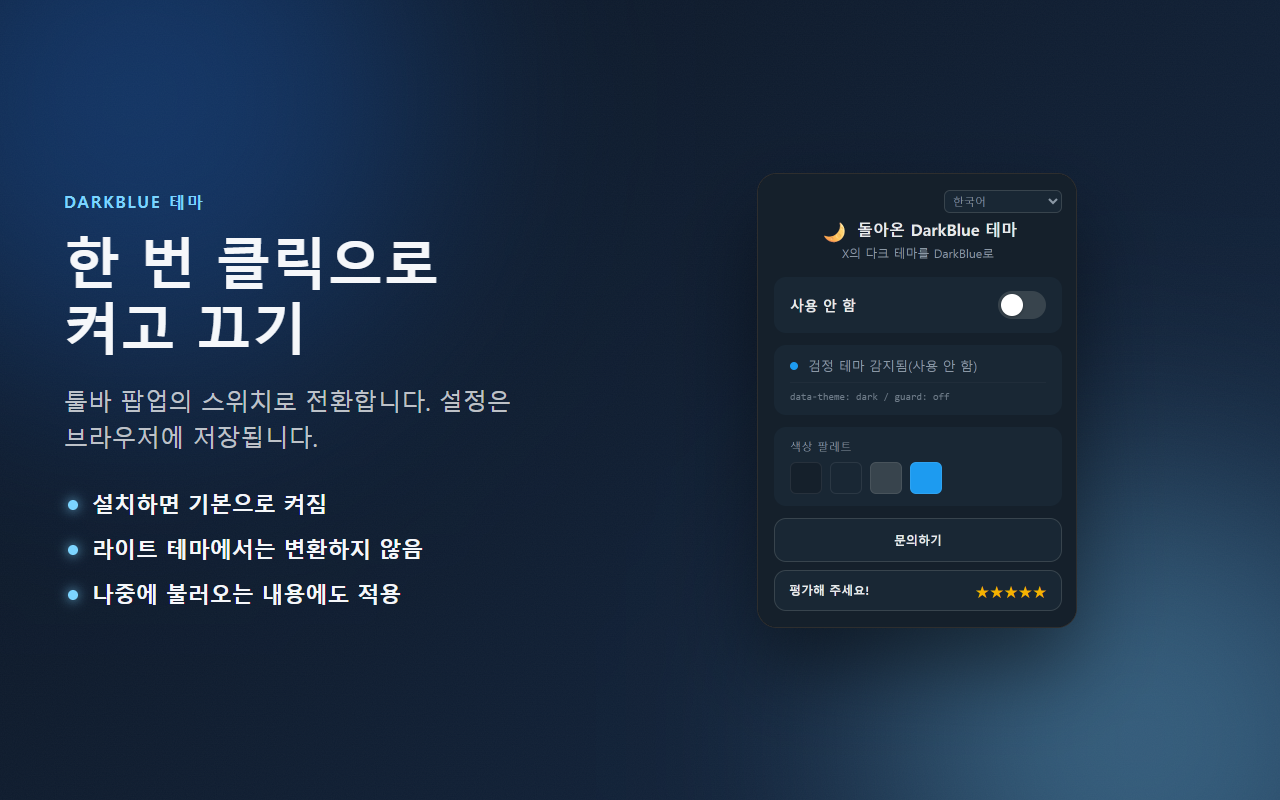 DARKBLUE 테마
한 번 클릭으로
켜고 끄기
툴바 팝업의 스위치로 전환합니다. 설정은
브라우저에 저장됩니다.
설치하면 기본으로 켜짐
라이트 테마에서는 변환하지 않음
나중에 불러오는 내용에도 적용
한국어
🌙 돌아온 DarkBlue 테마
X의 다크 테마를 DarkBlue로
사용 안 함
검정 테마 감지됨(사용 안 함)
data-theme: dark / guard: off
색상 팔레트
문의하기
평가해 주세요! ★★★★★